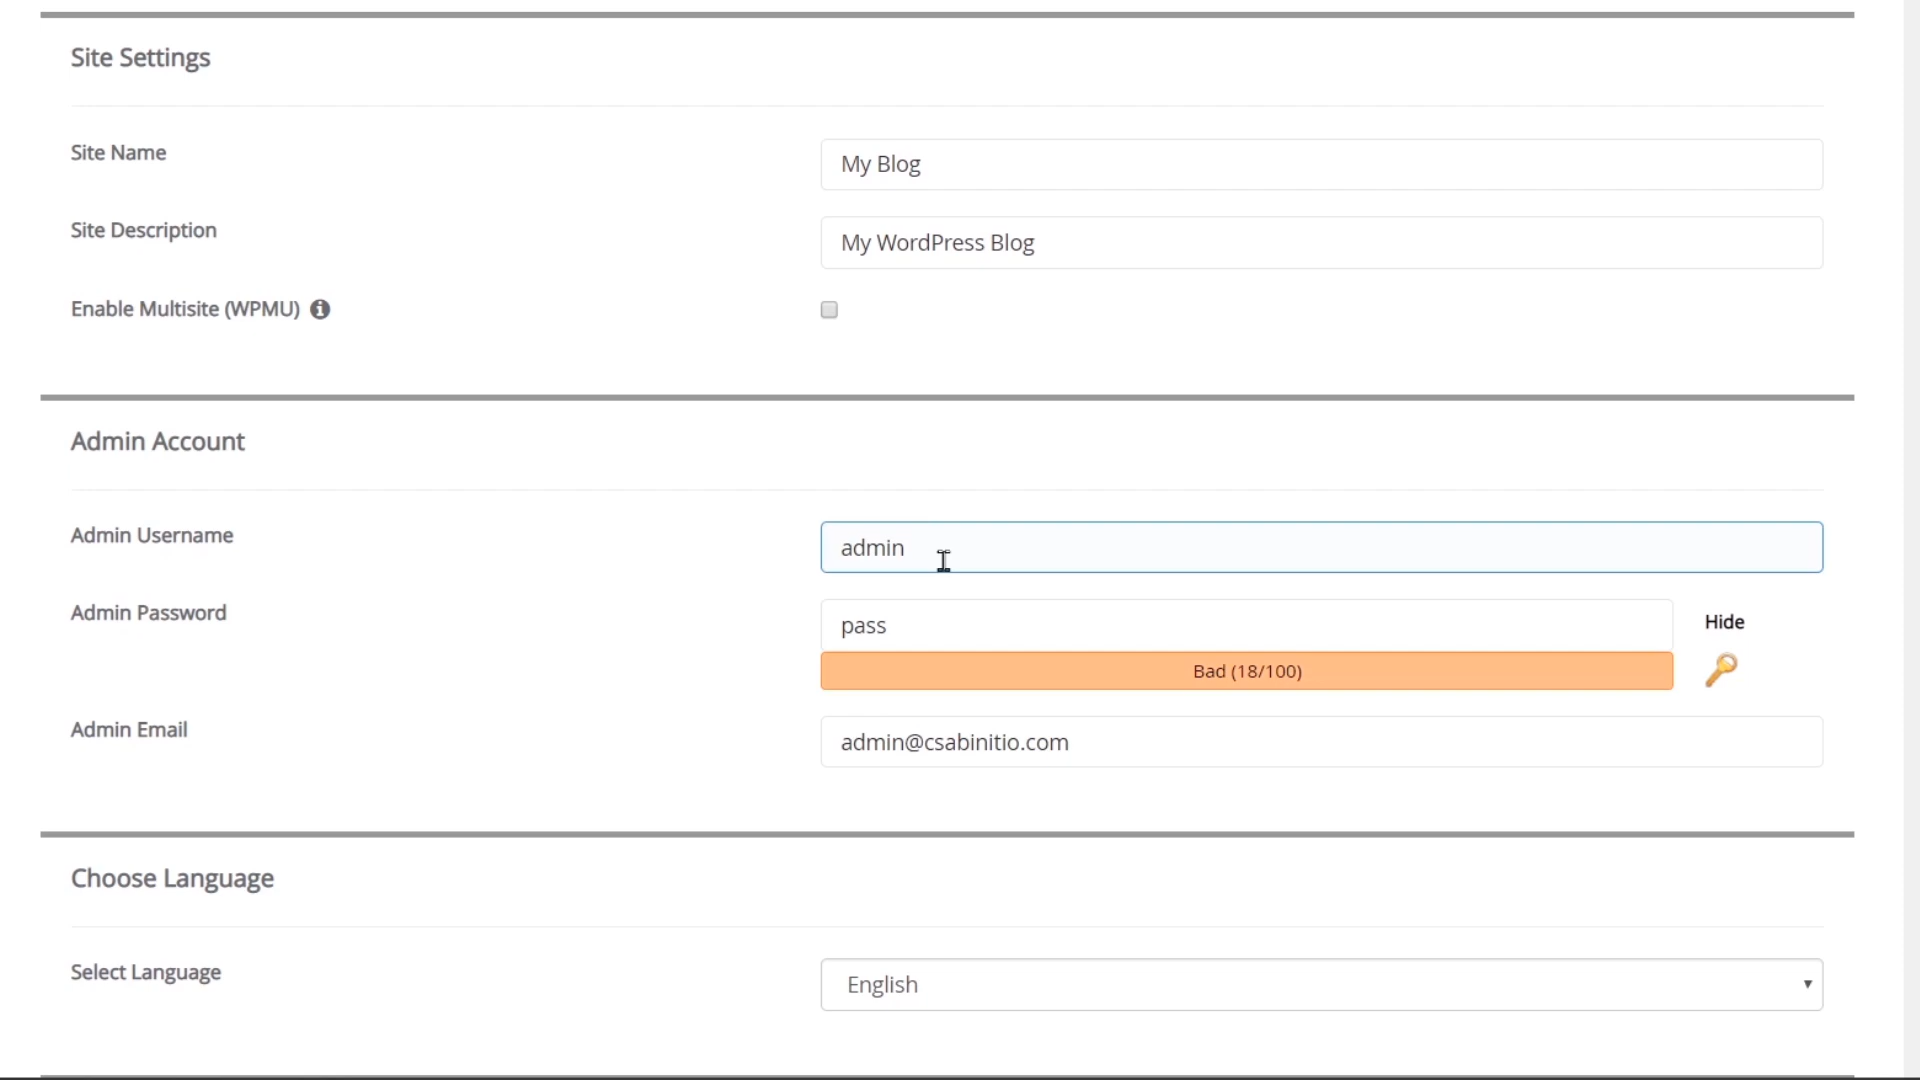 Site Settings
Site Name
My Blog
Site Description
My WordPress Blog
Enable Multisite (WPMU)
Admin Account
Admin Username
admin
Admin Password
pass
Hide
Bad (18/100)
Admin Email
admin@csabinitio.com
Choose Language
Select Language
English